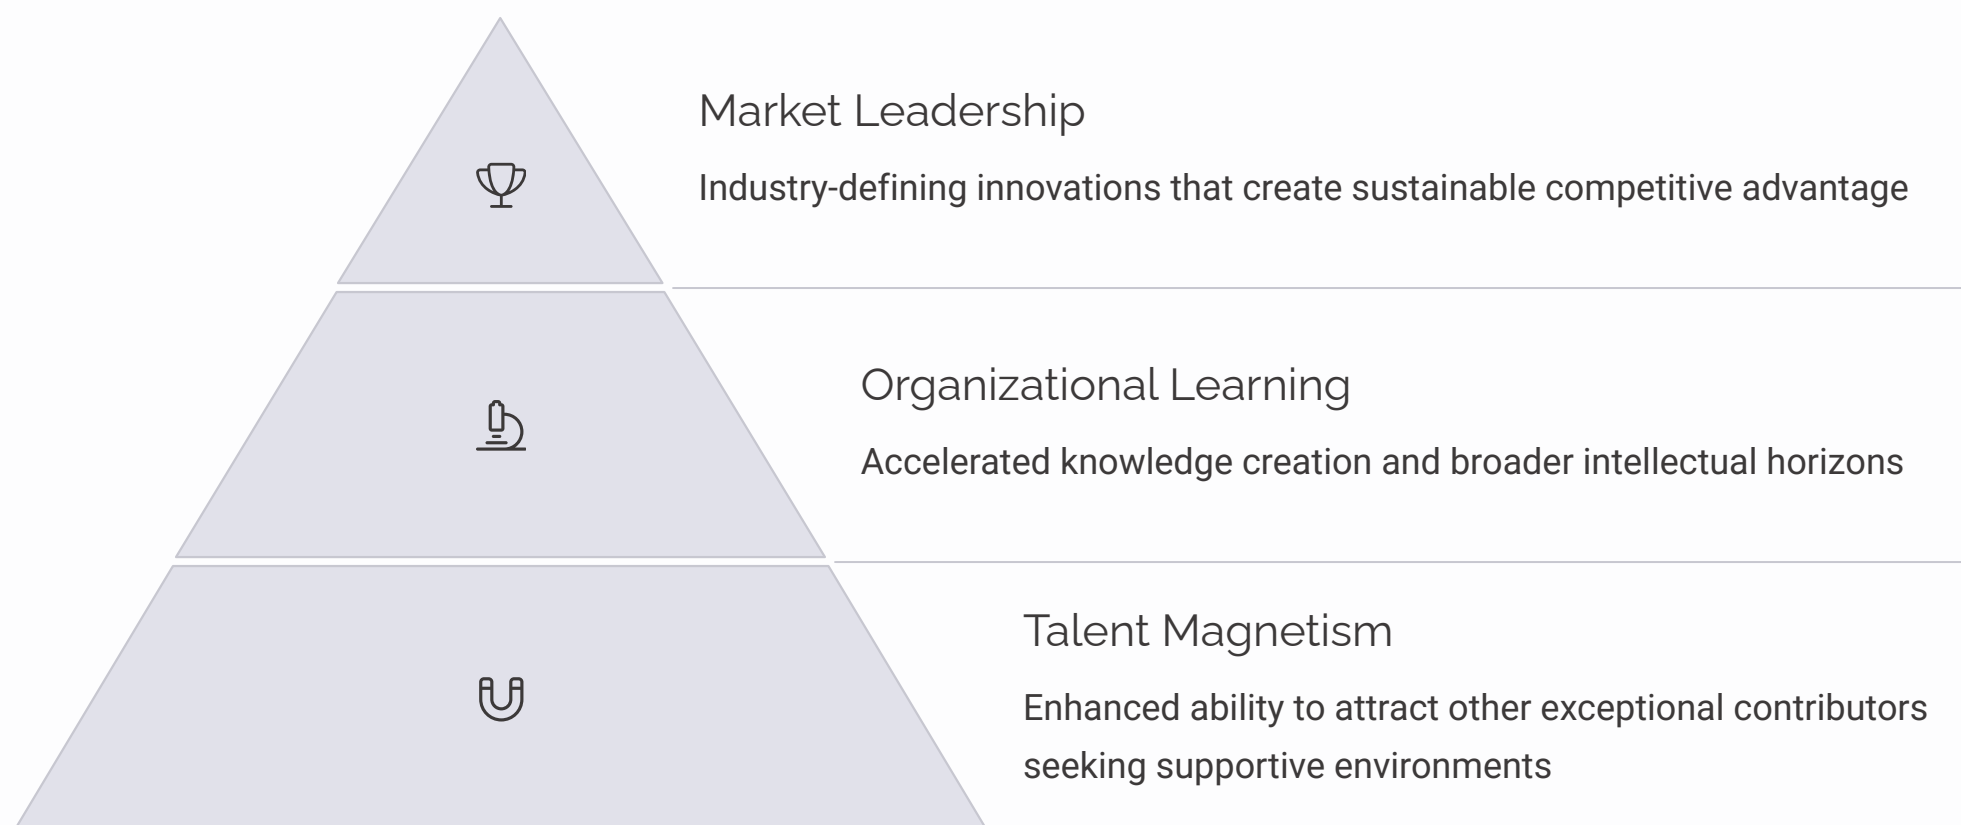 Market Leadership
Industry-defining innovations that create sustainable competitive advantage
Organizational Learning
Accelerated knowledge creation and broader intellectual horizons
Talent Magnetism
Enhanced ability to attract other exceptional contributors
seeking supportive environments